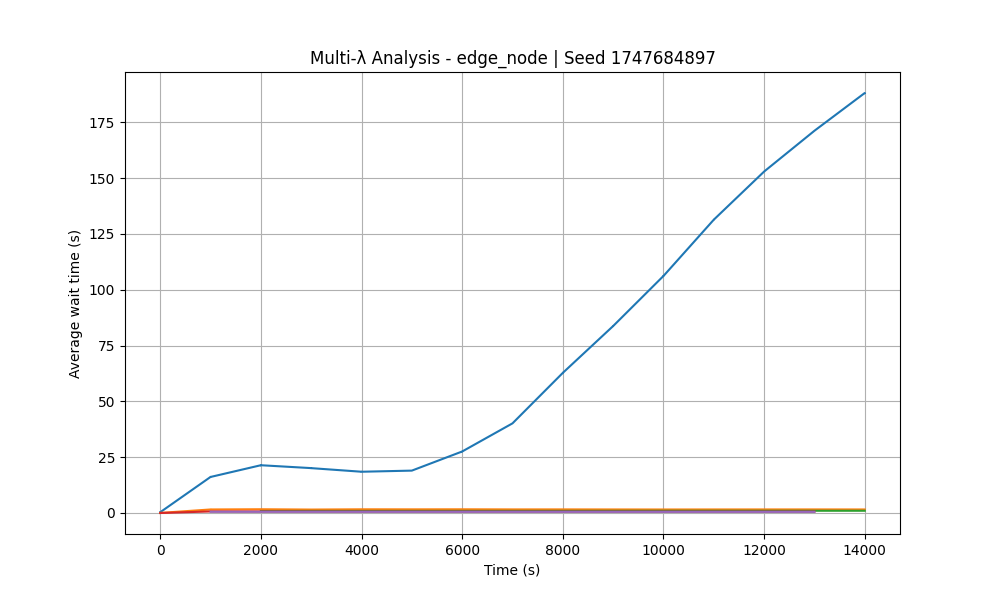 Multi-λ Analysis - edge_node | Seed 1747684897
175
150
125
100
75
50
25
0
Average wait time (s)
0 2000 4000 6000 8000 10000 12000 14000
Time (s)